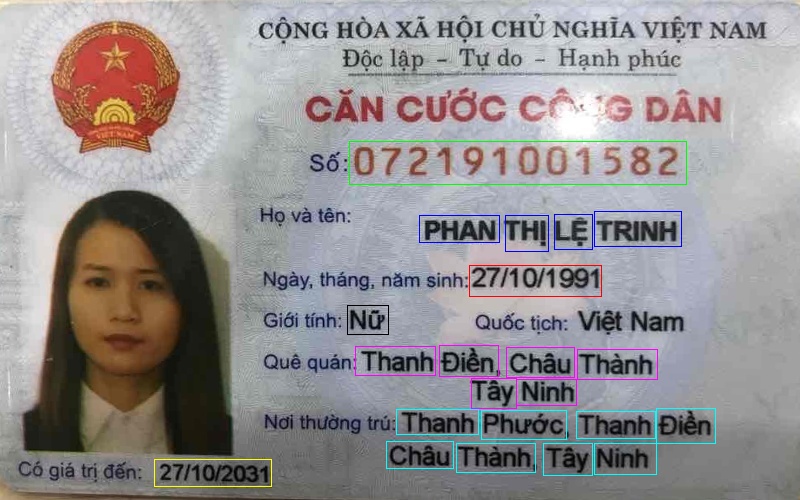 CỘNG HÒA XÃ HỘI CHỦ NGHĨA VIỆT NAM
Độc lập - Tự do - Hạnh phúc
CĂN CƯỚC CÔNG DÂN
Số: 072191001582
Họ và tên: PHAN THỊ LỆ TRINH
Ngày, tháng, năm sinh: 27/10/1991
Giới tính: Nữ Quốc tịch: Việt Nam
Quê quán: Thanh Điền, Châu Thành
Tây Ninh
Nơi thường trú: Thanh Phước, Thanh Điền
Châu Thành, Tây Ninh
Có giá trị đến: 27/10/2031